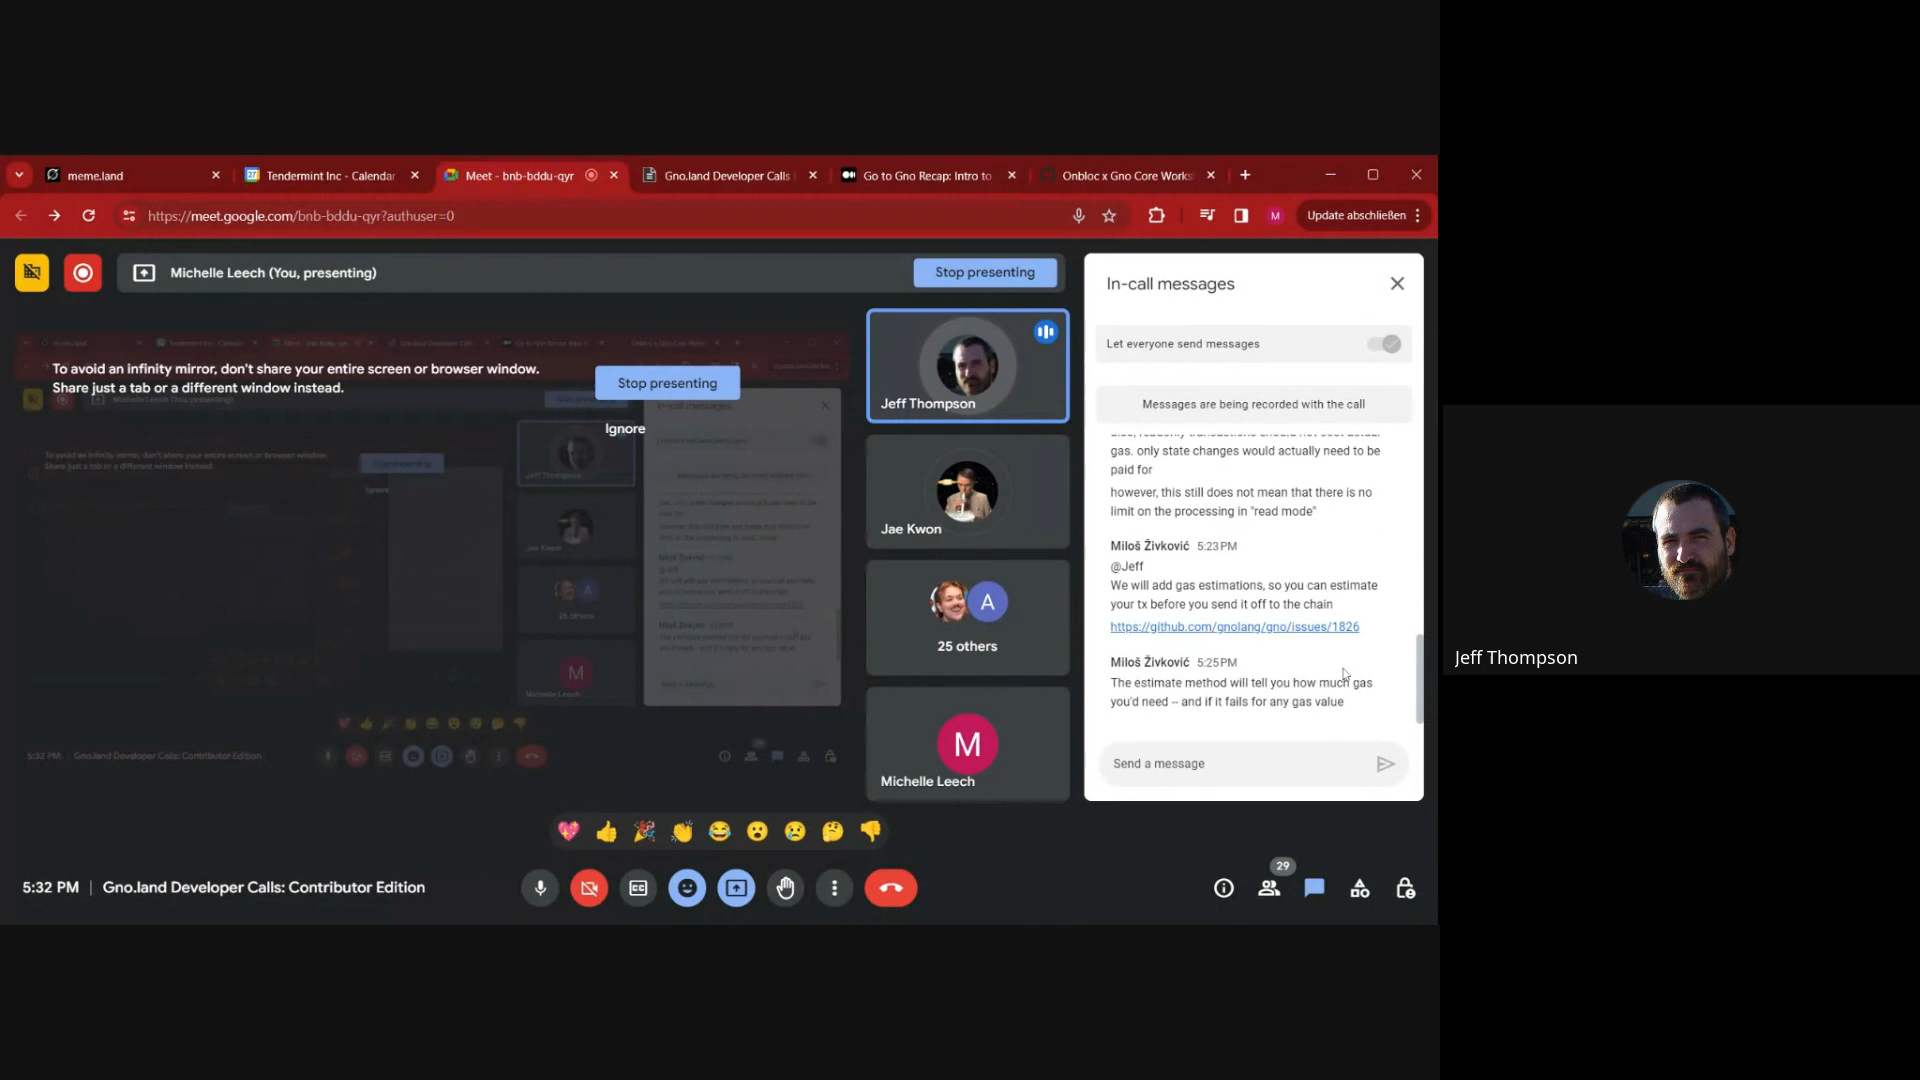 meme.land
Tendermint Inc - Calendar
Meet - bnb-bddu-qyr
Gno.land Developer Calls
Go to Gno Recap: Intro to
Onbloc x Gno Core Works
https://meet.google.com/bnb-bddu-qyr?authuser=0
M
Update abschließen
Michelle Leech (You, presenting)
Stop presenting
To avoid an infinity mirror, don't share your entire screen or browser window.
Share just a tab or a different window instead.
Stop presenting
Ignore
Jeff Thompson
Jae Kwon
A
25 others
M
Michelle Leech
In-call messages
Let everyone send messages
Messages are being recorded with the call
gas. only state changes would actually need to be
paid for
however, this still does not mean that there is no
limit on the processing in "read mode"
Miloš Živković 5:23 PM
@Jeff
We will add gas estimations, so you can estimate
your tx before you send it off to the chain
https://github.com/gnolang/gno/issues/1826
Miloš Živković 5:25 PM
The estimate method will tell you how much gas
you'd need -- and if it fails for any gas value
Send a message
5:32 PM | Gno.land Developer Calls: Contributor Edition
29
Jeff Thompson